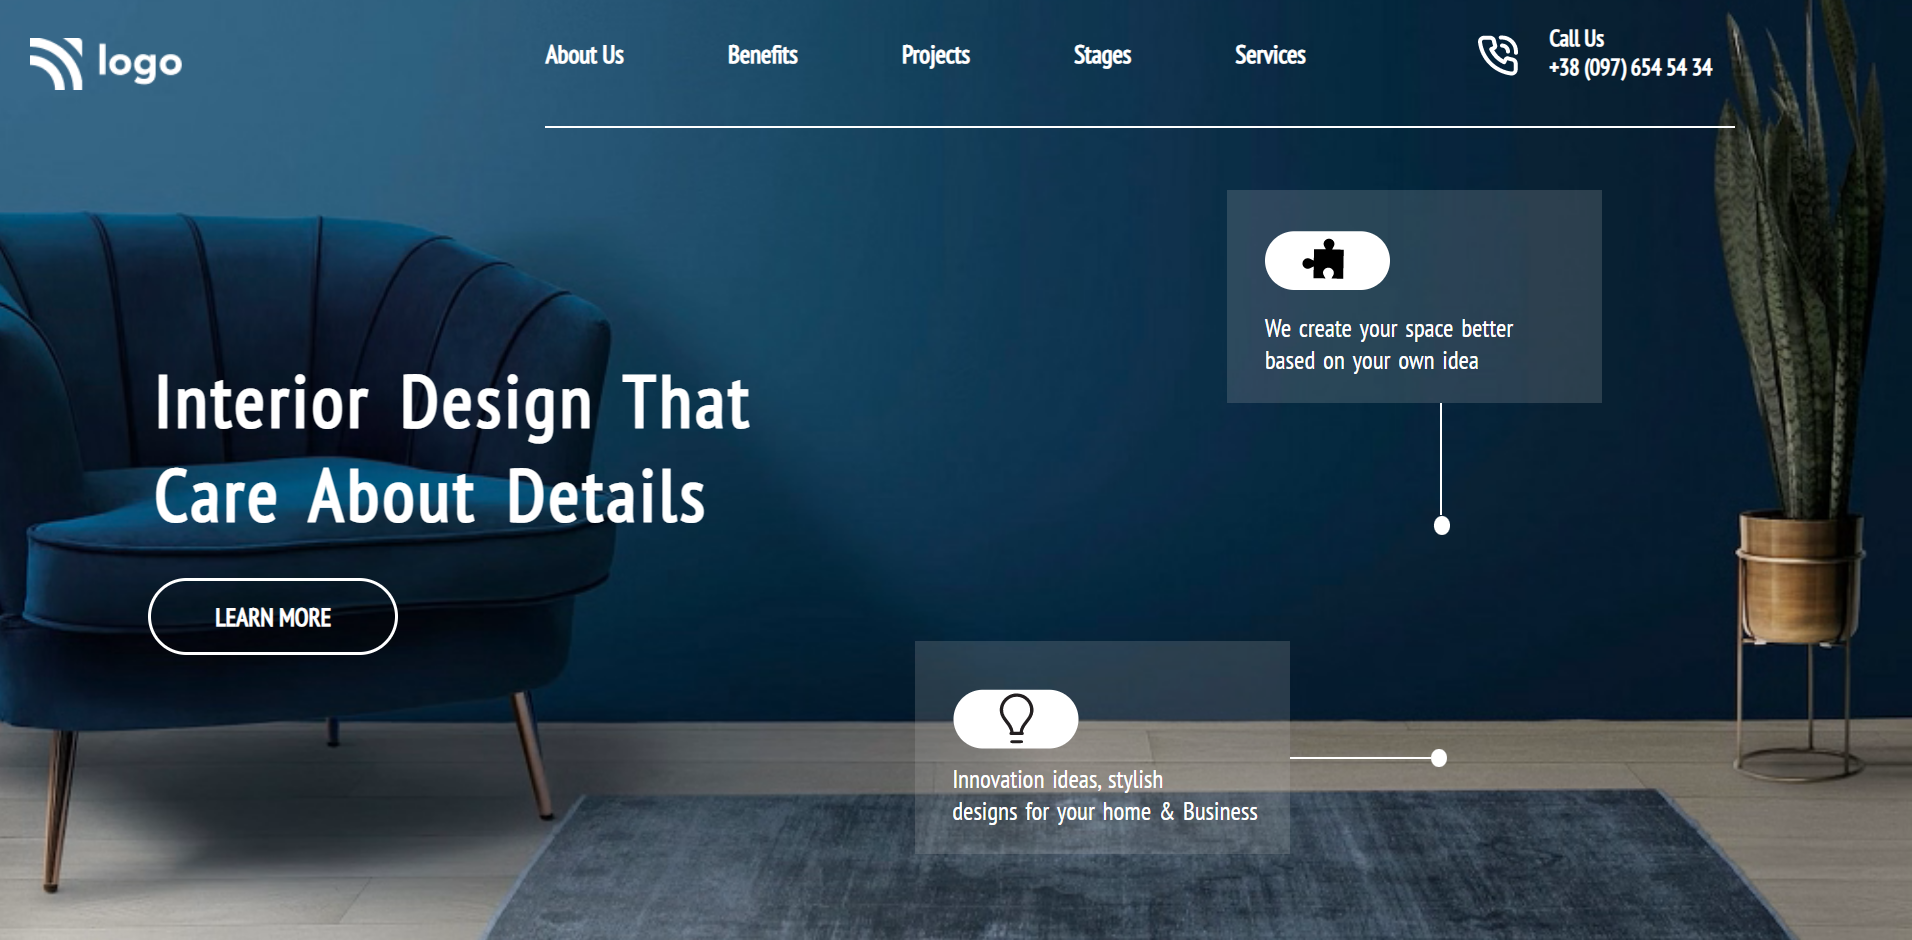 logo
About Us
Benefits
Projects
Stages
Services
Call Us
+38 (097) 654 54 34
We create your space better
based on your own idea
Interior Design That
Care About Details
LEARN MORE
Innovation ideas, stylish
designs for your home & Business